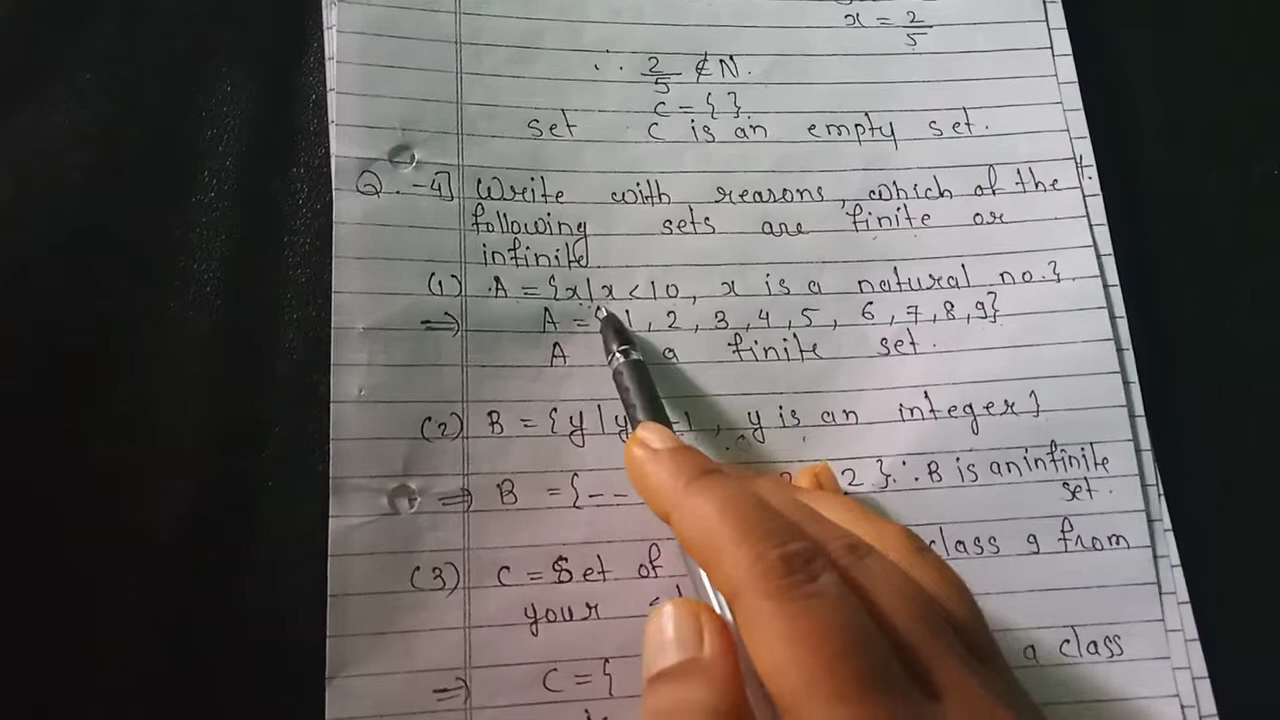 x = 2/5
∴ 2/5 ∉ N.
C = { }.
set C is an empty set.
Q.-4] Write with reasons, which of the
following sets are finite or
infinite
(1) A = {x|x<10, x is a natural no.}
⇒ A = {1, 2, 3, 4, 5, 6, 7, 8, 9}
A a finite set.
(2) B = {y|y -1, y is an integer}
⇒ B = {-- 2} ∴ B is an infinite
set.
(3) C = Set of class 9 from
your
a class
⇒ C = {